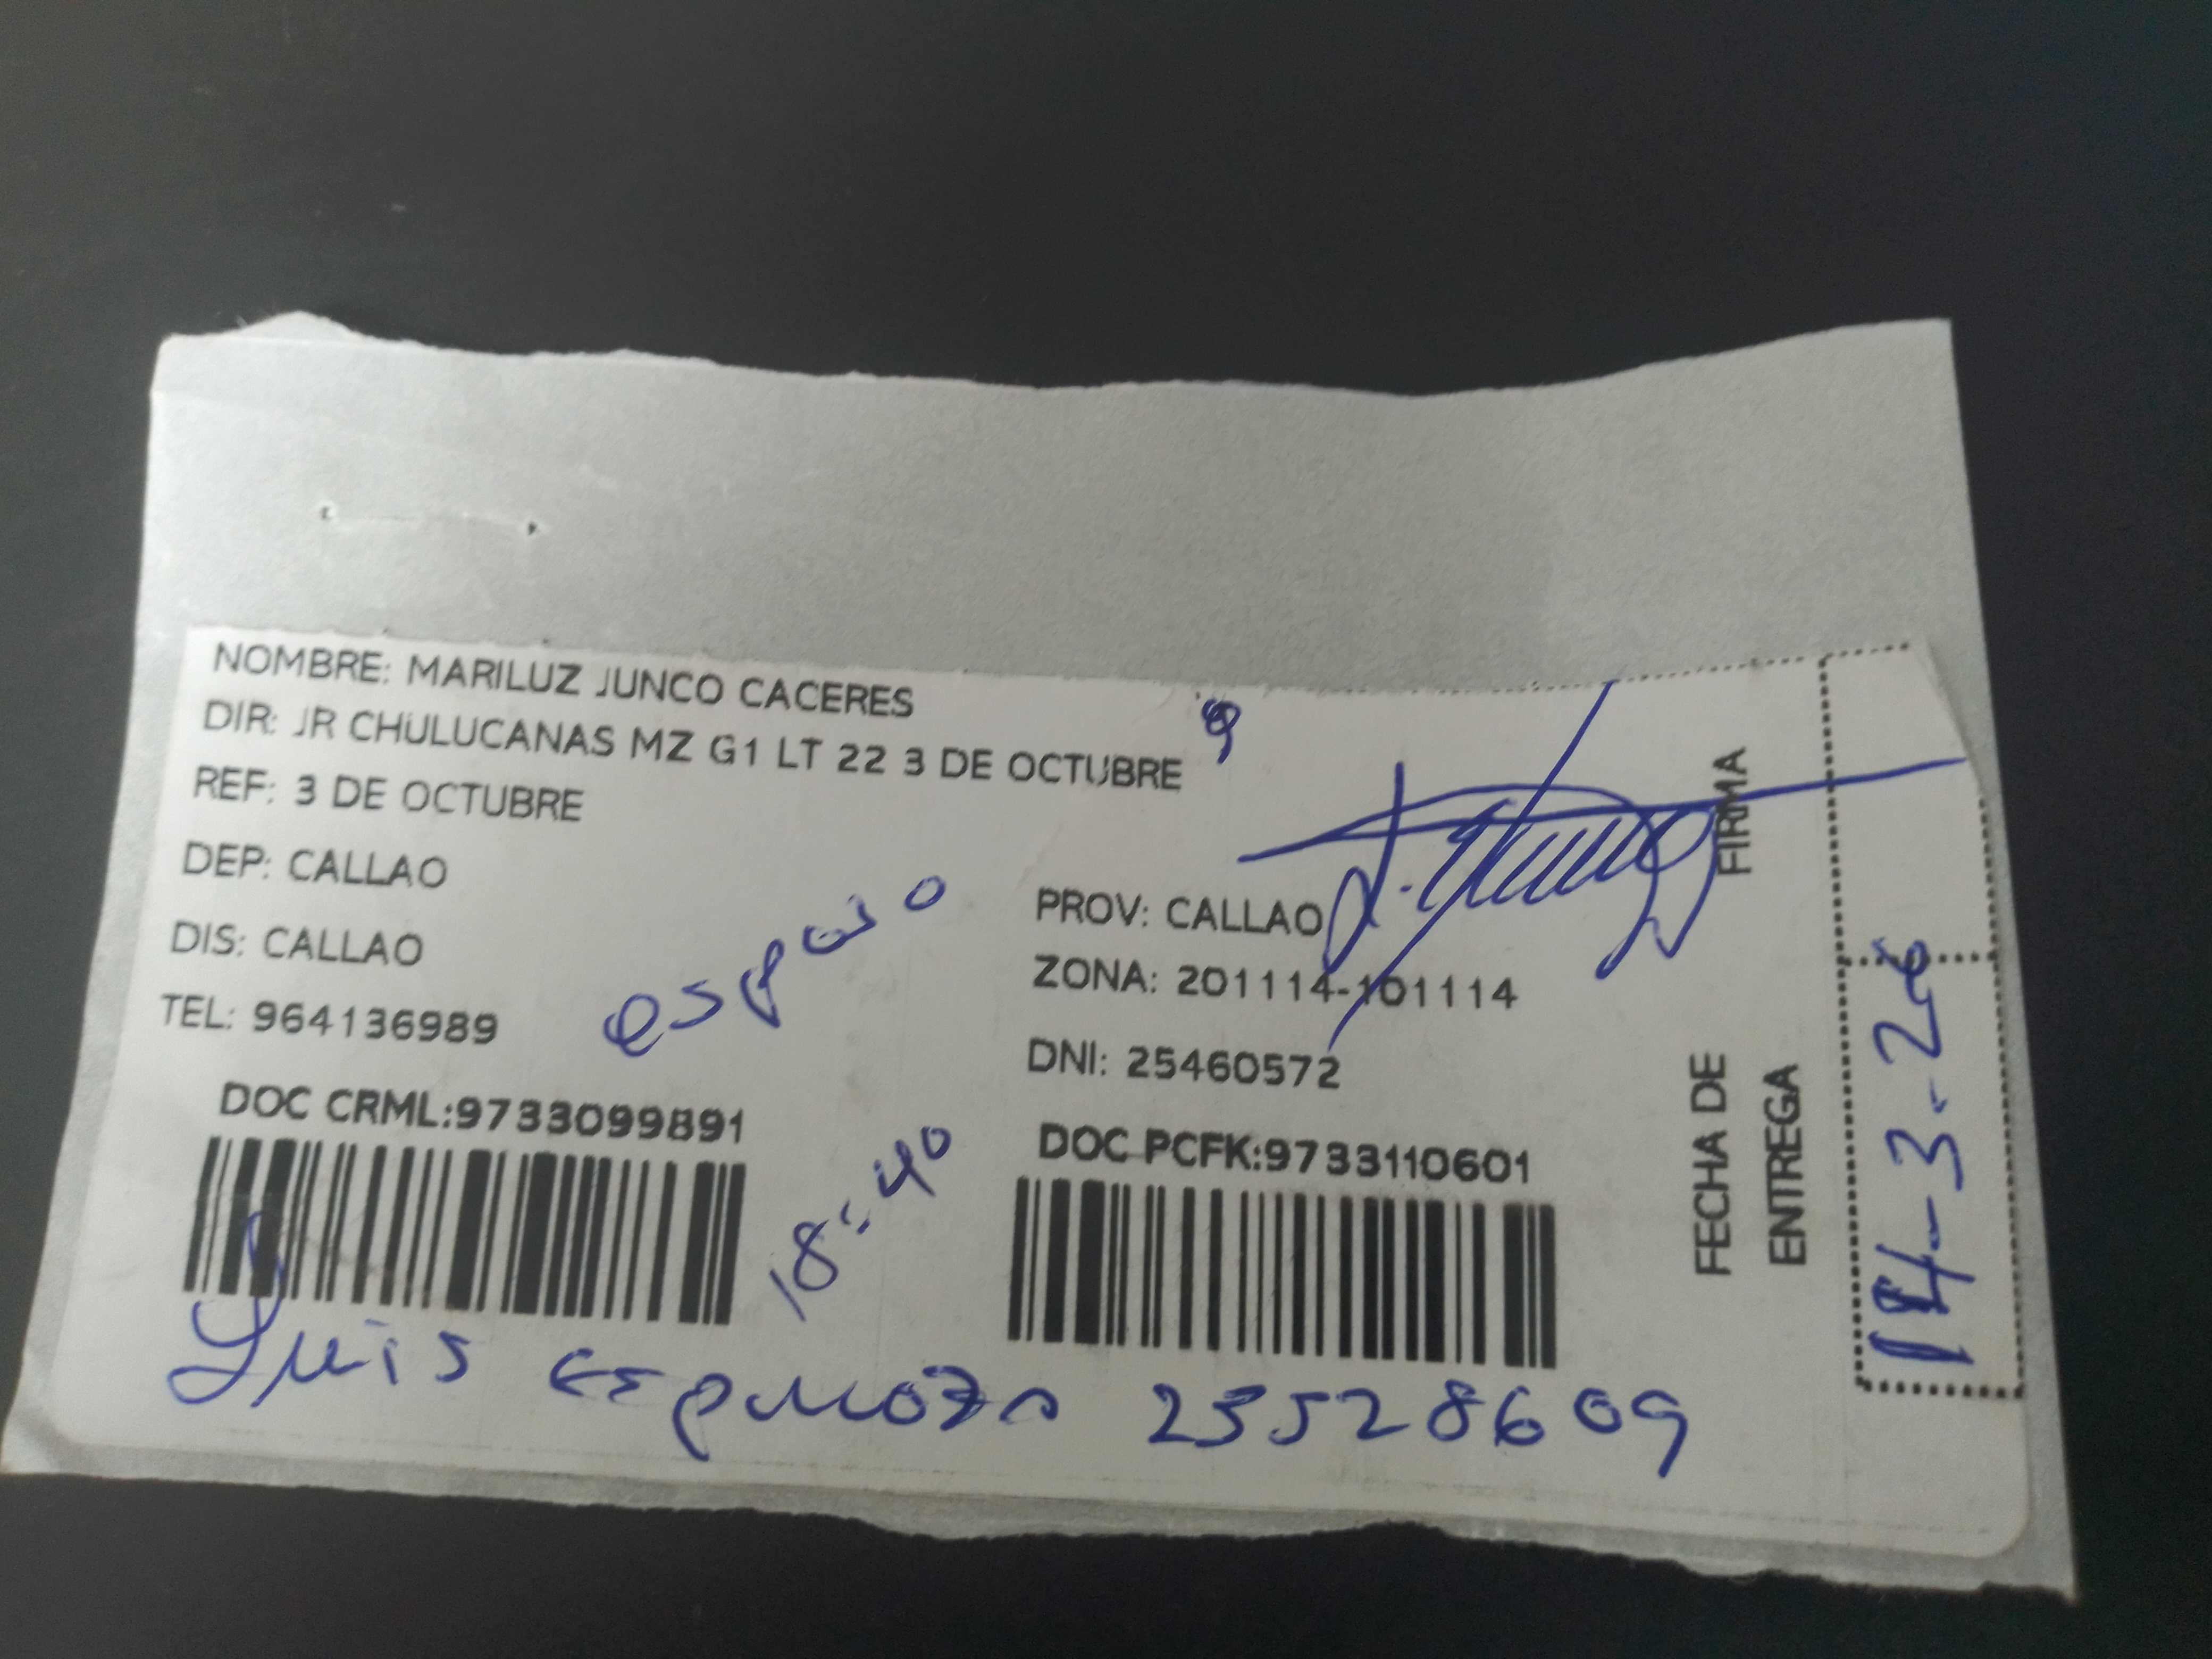 NOMBRE: MARILUZ JUNCO CACERES
DIR: JR CHULUCANAS MZ G1 LT 22 3 DE OCTUBRE
REF: 3 DE OCTUBRE
DEP: CALLAO
PROV: CALLAO
DIS: CALLAO
ZONA: 201114-101114
TEL: 964136989
DNI: 25460572
esposo
DOC CRML:9733099891
DOC PCFK:9733110601
18:40
Luis Espinoza 25528609
FIRMA
FECHA DE
ENTREGA
14-3-26